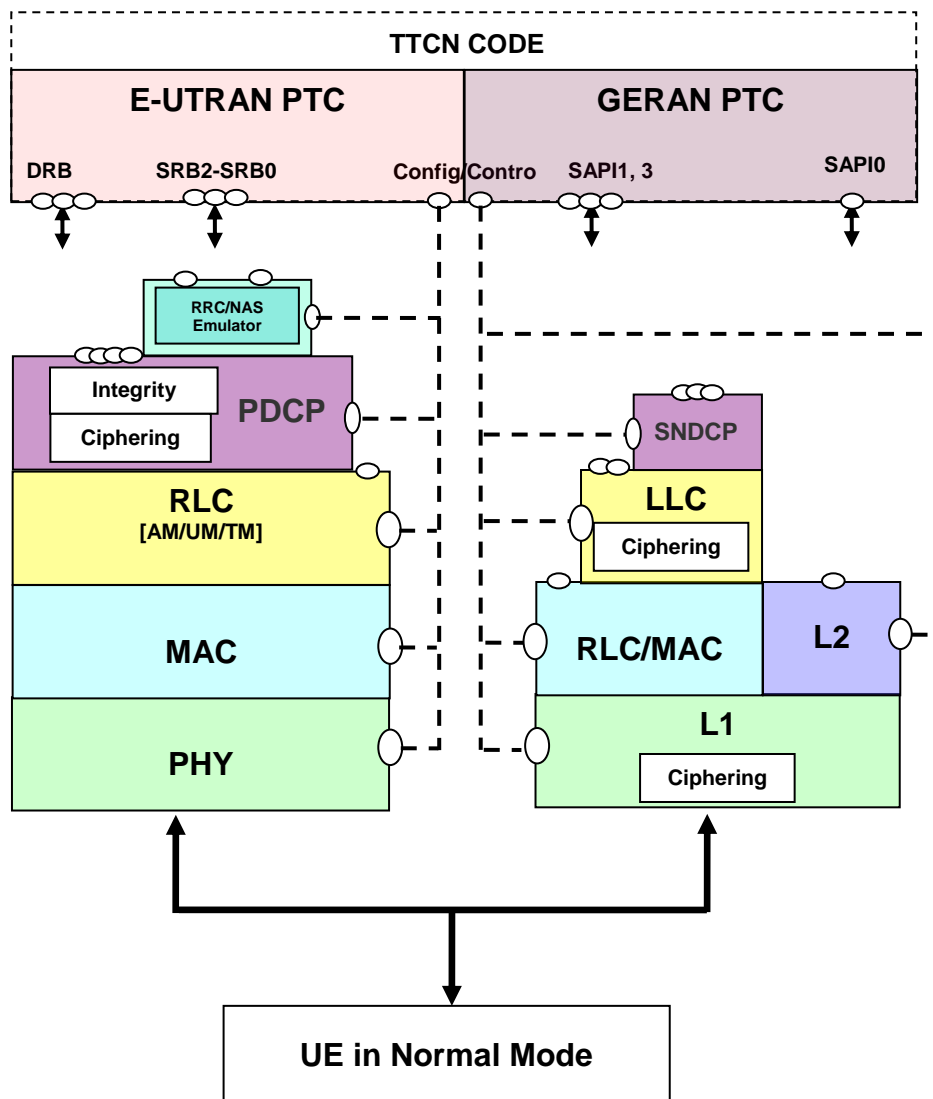 TTCN CODE
E-UTRAN PTC
GERAN PTC
DRB
SRB2-SRB0
Config/Contro
SAPI1, 3
SAPI0
RRC/NAS
Emulator
Integrity
Ciphering
PDCP
SNDCP
RLC
[AM/UM/TM]
LLC
Ciphering
MAC
RLC/MAC
L2
PHY
L1
Ciphering
UE in Normal Mode